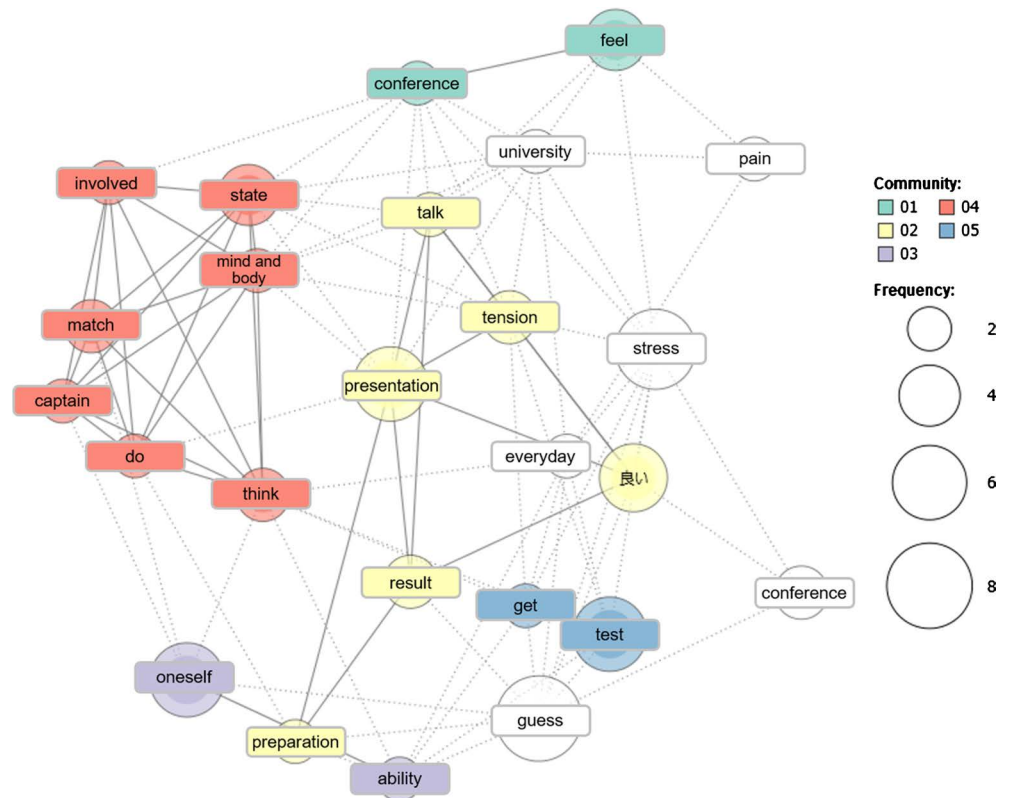 feel
conference
university
pain
involved
state
talk
mind and
body
match
tension
stress
presentation
captain
do
everyday
良い
think
result
get
conference
test
oneself
guess
preparation
ability
Community:
01 04
02 05
03
Frequency:
2
4
6
8